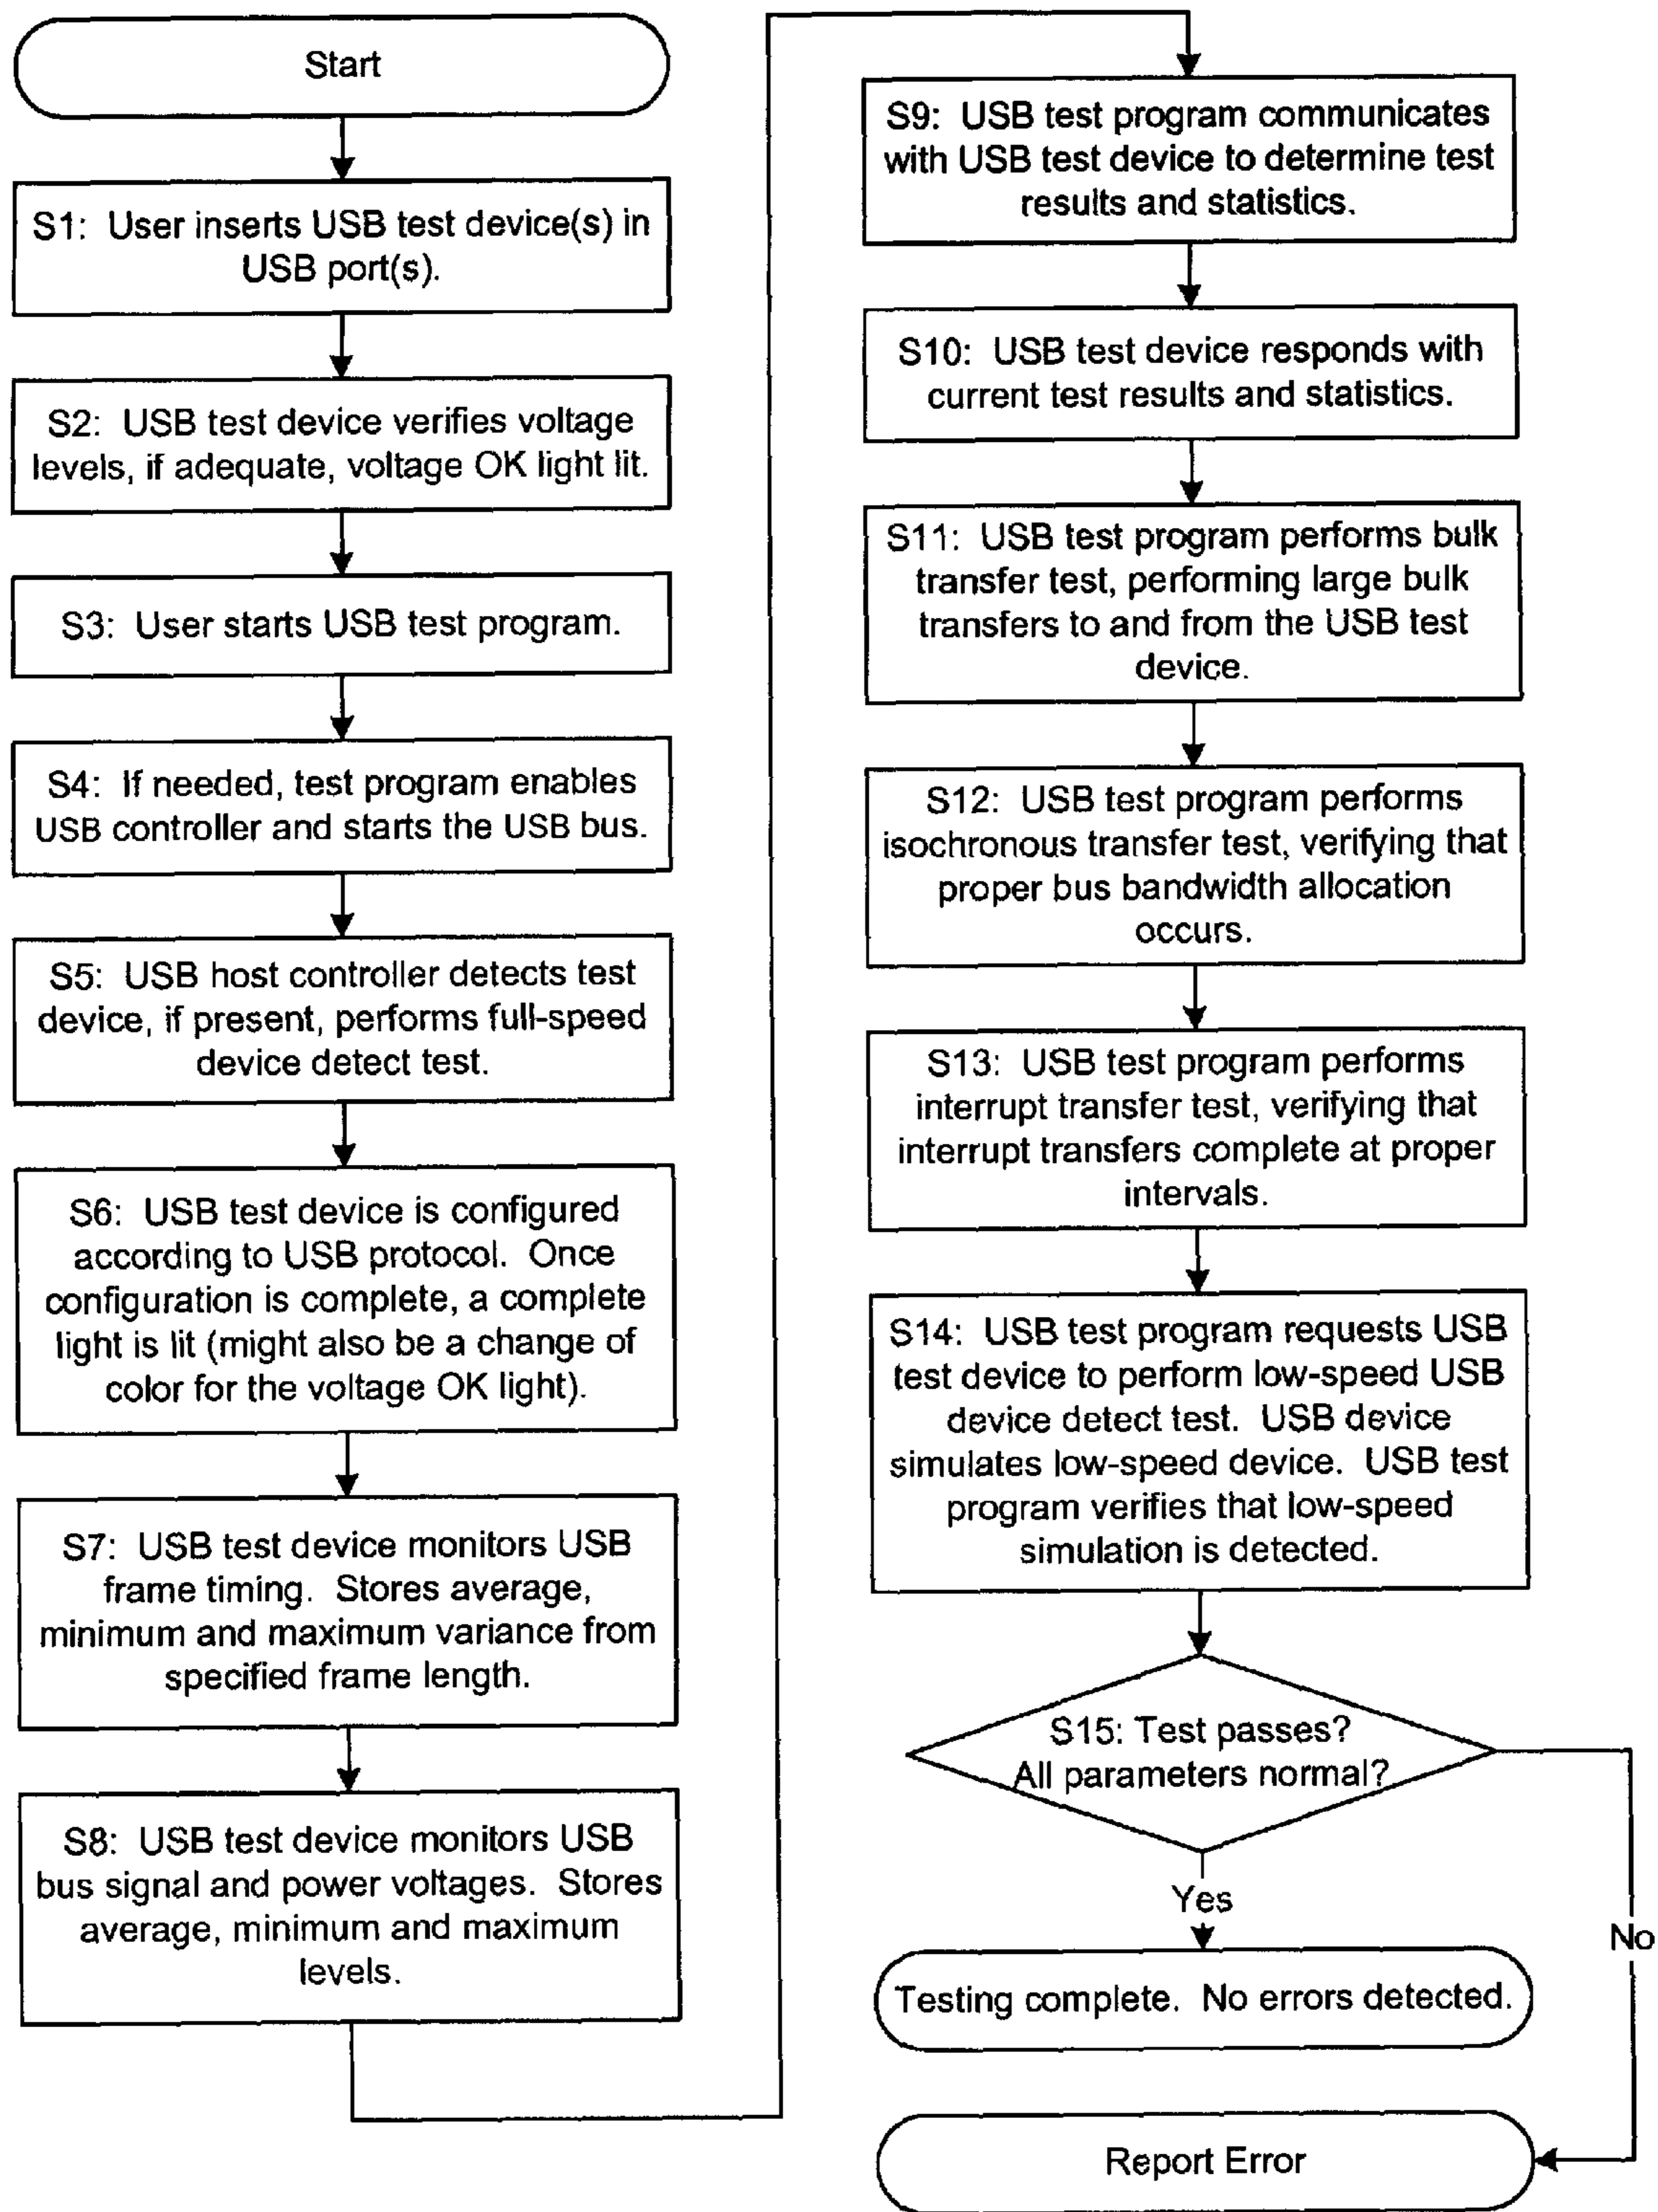 Start
S1: User inserts USB test device(s) in
USB port(s).
S2: USB test device verifies voltage
levels, if adequate, voltage OK light lit.
S3: User starts USB test program.
S4: If needed, test program enables
USB controller and starts the USB bus.
S5: USB host controller detects test
device, if present, performs full-speed
device detect test.
S6: USB test device is configured
according to USB protocol. Once
configuration is complete, a complete
light is lit (might also be a change of
color for the voltage OK light).
S7: USB test device monitors USB
frame timing. Stores average,
minimum and maximum variance from
specified frame length.
S8: USB test device monitors USB
bus signal and power voltages. Stores
average, minimum and maximum
levels.
S9: USB test program communicates
with USB test device to determine test
results and statistics.
S10: USB test device responds with
current test results and statistics.
S11: USB test program performs bulk
transfer test, performing large bulk
transfers to and from the USB test
device.
S12: USB test program performs
isochronous transfer test, verifying that
proper bus bandwidth allocation
occurs.
S13: USB test program performs
interrupt transfer test, verifying that
interrupt transfers complete at proper
intervals.
S14: USB test program requests USB
test device to perform low-speed USB
device detect test. USB device
simulates low-speed device. USB test
program verifies that low-speed
simulation is detected.
S15: Test passes?
All parameters normal?
Yes
No
Testing complete. No errors detected.
Report Error